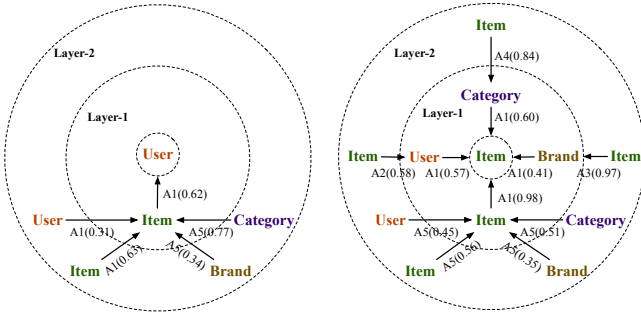 Layer-2
Layer-1
User
A1(0.62)
User
Item
Category
A1(0.31)
A5(0.77)
A1(0.63)
A5(0.34)
Item
Brand
Item
Layer-2
A4(0.84)
Category
Layer-1
A1(0.60)
Item
User
Item
Brand
Item
A2(0.58)
A1(0.57)
A1(0.41)
A3(0.97)
A1(0.98)
User
Item
Category
A5(0.45)
A5(0.51)
A5(0.56)
A5(0.35)
Item
Brand